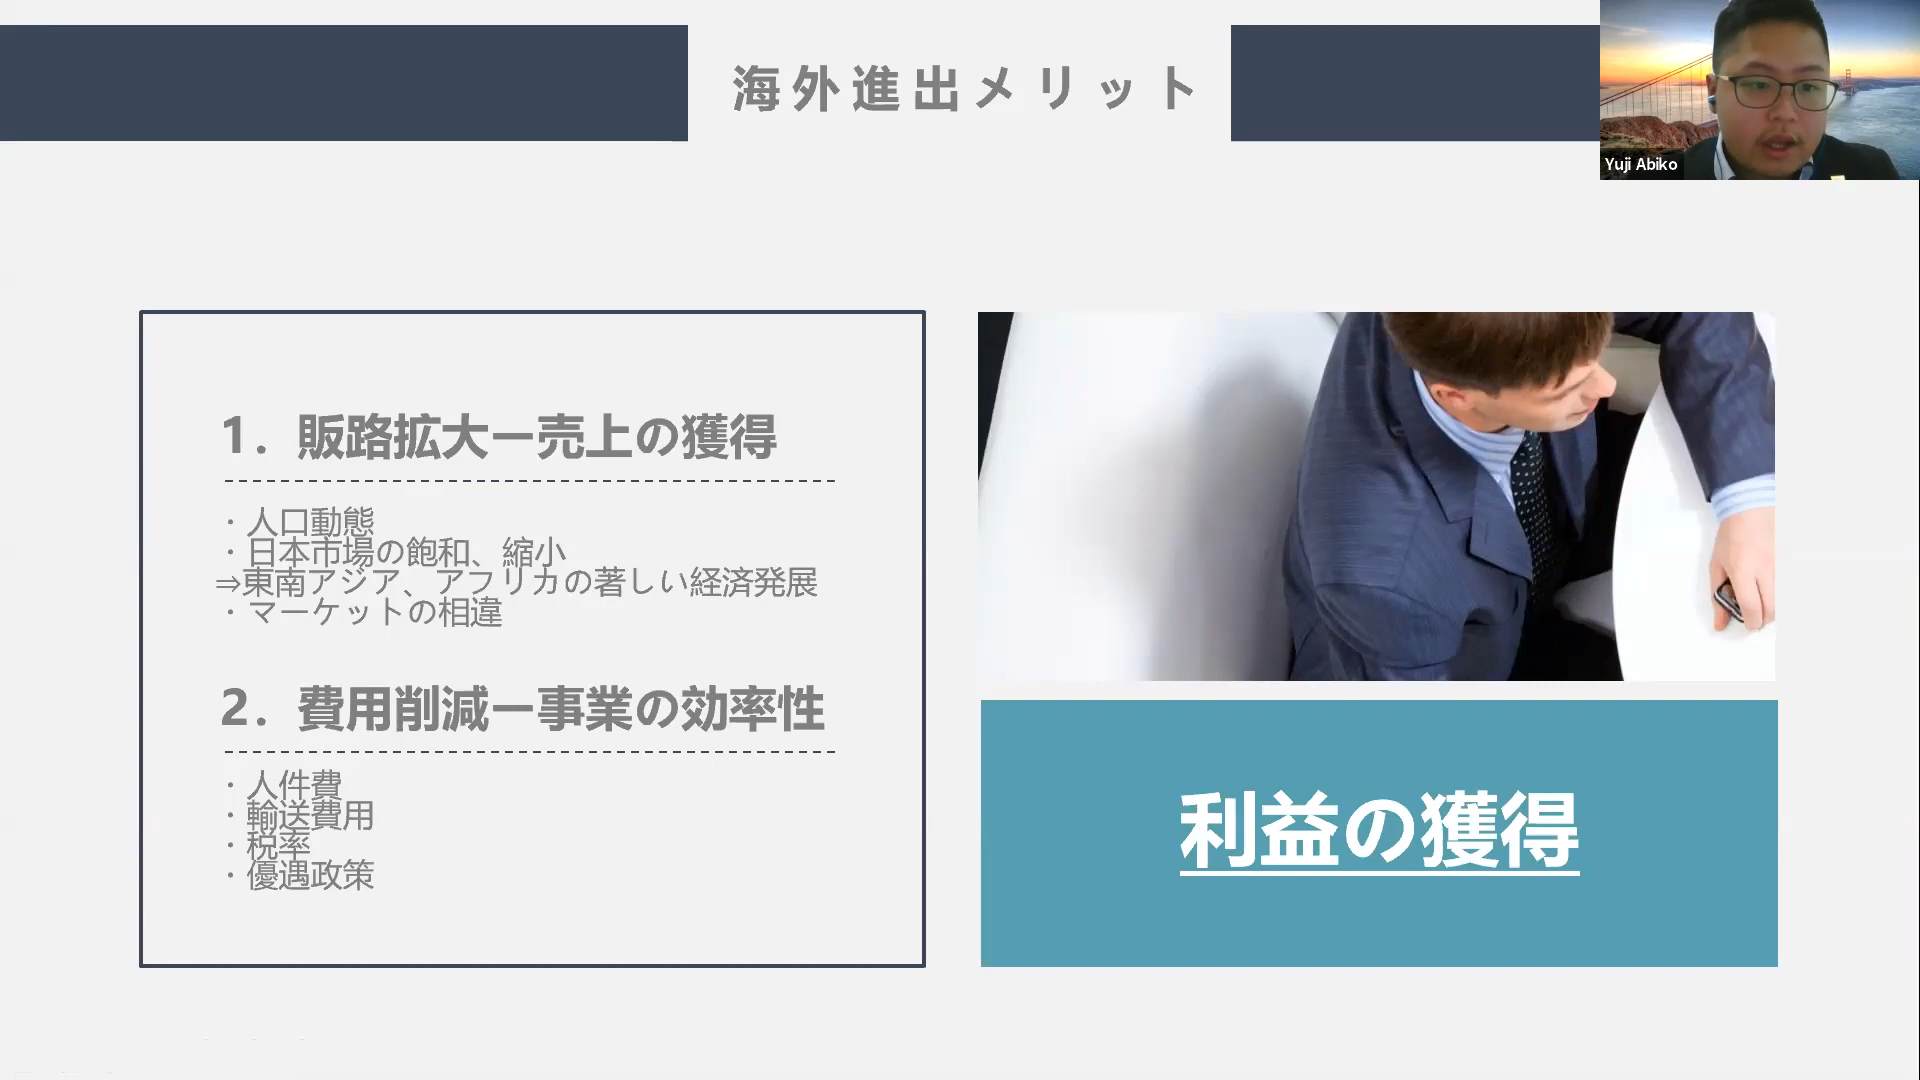 海外進出メリット
Yuji Abiko
1．販路拡大ー売上の獲得
・人口動態
・日本市場の飽和、縮小
⇒東南アジア、アフリカの著しい経済発展
・マーケットの相違
2．費用削減ー事業の効率性
・人件費
・輸送費用
・税率
・優遇政策
利益の獲得